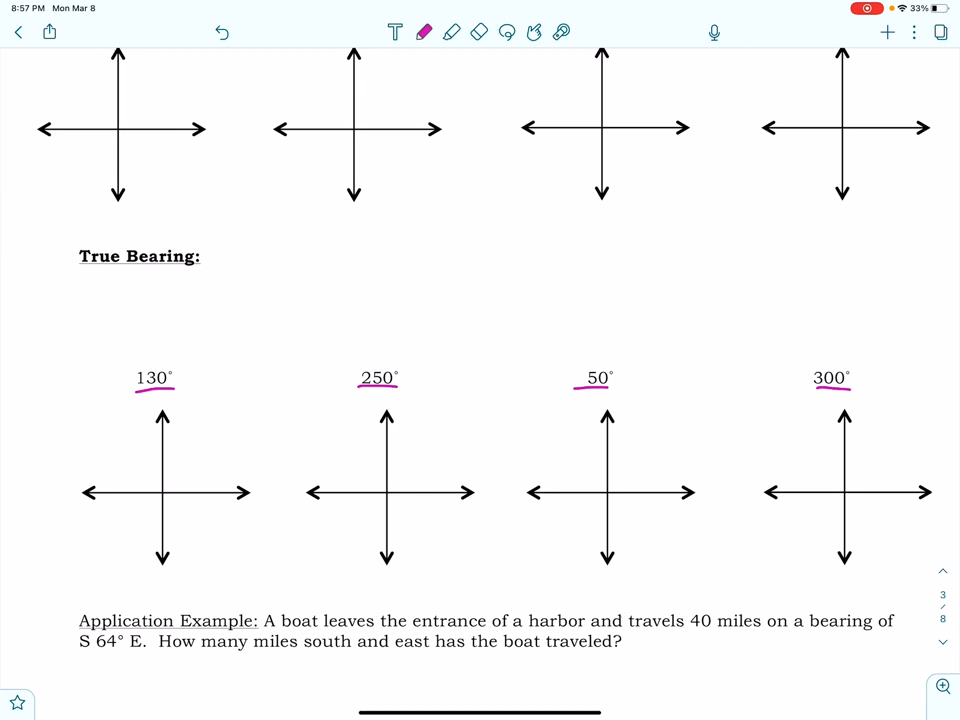 8:57 PM Mon Mar 8
33%
True Bearing:
130° 250° 50° 300°
3
/
8
Application Example: A boat leaves the entrance of a harbor and travels 40 miles on a bearing of
S 64° E. How many miles south and east has the boat traveled?